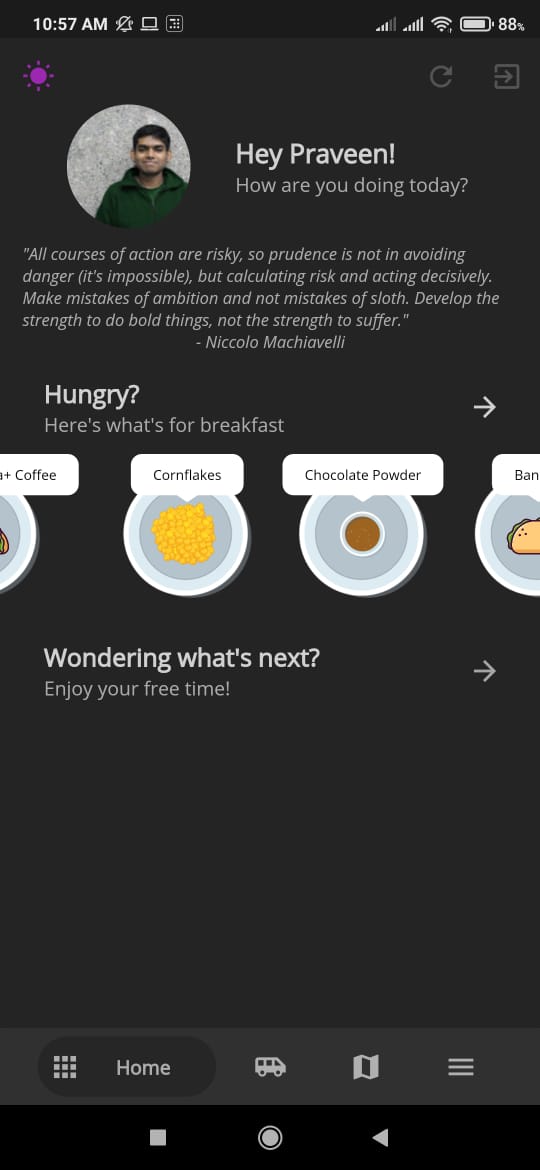 10:57 AM 88%
Hey Praveen!
How are you doing today?
"All courses of action are risky, so prudence is not in avoiding
danger (it's impossible), but calculating risk and acting decisively.
Make mistakes of ambition and not mistakes of sloth. Develop the
strength to do bold things, not the strength to suffer."
- Niccolo Machiavelli
Hungry?
Here's what's for breakfast
a+ Coffee Cornflakes Chocolate Powder Ban
Wondering what's next?
Enjoy your free time!
Home